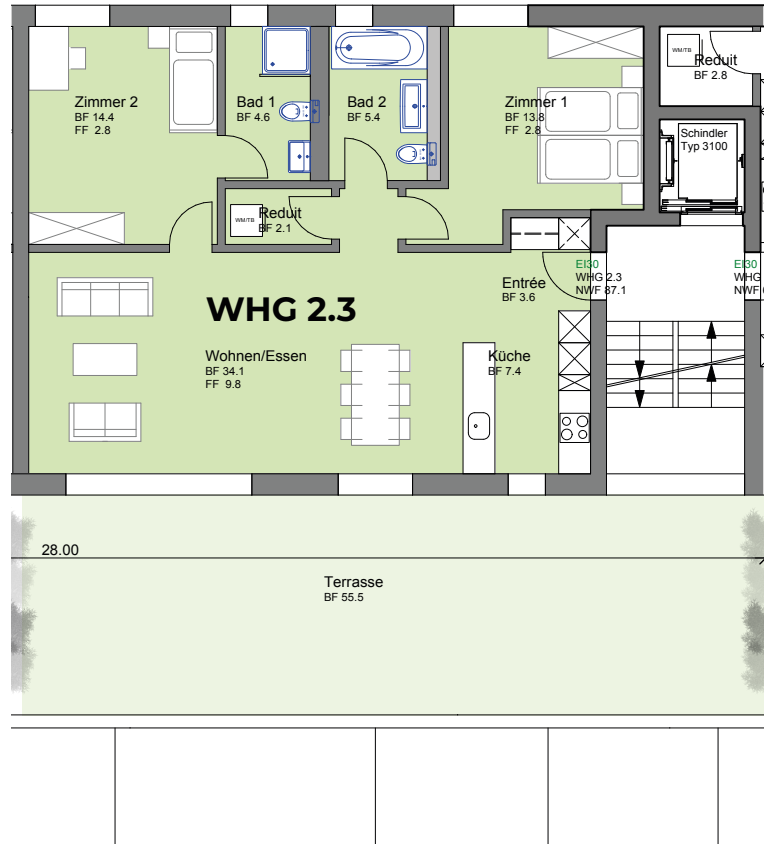 Zimmer 2
BF 14.4
FF 2.8
Bad 1
BF 4.6
Bad 2
BF 5.4
Zimmer 1
BF 13.8
FF 2.8
WM/TB
Reduit
BF 2.8
Schindler
Typ 3100
WM/TB
Reduit
BF 2.1
Entrée
BF 3.6
EI30
WHG 2.3
NWF 87.1
EI30
WHG
NWF
WHG 2.3
Wohnen/Essen
BF 34.1
FF 9.8
Küche
BF 7.4
28.00
Terrasse
BF 55.5